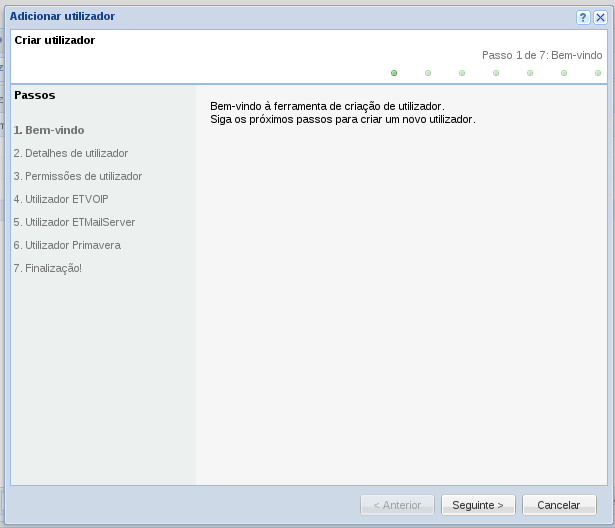 Adicionar utilizador
Criar utilizador
Passo 1 de 7: Bem-vindo
Passos
Bem-vindo à ferramenta de criação de utilizador.
Siga os próximos passos para criar um novo utilizador.
1. Bem-vindo
2. Detalhes de utilizador
3. Permissões de utilizador
4. Utilizador ETVOIP
5. Utilizador ETMailServer
6. Utilizador Primavera
7. Finalização!
< Anterior
Seguinte >
Cancelar